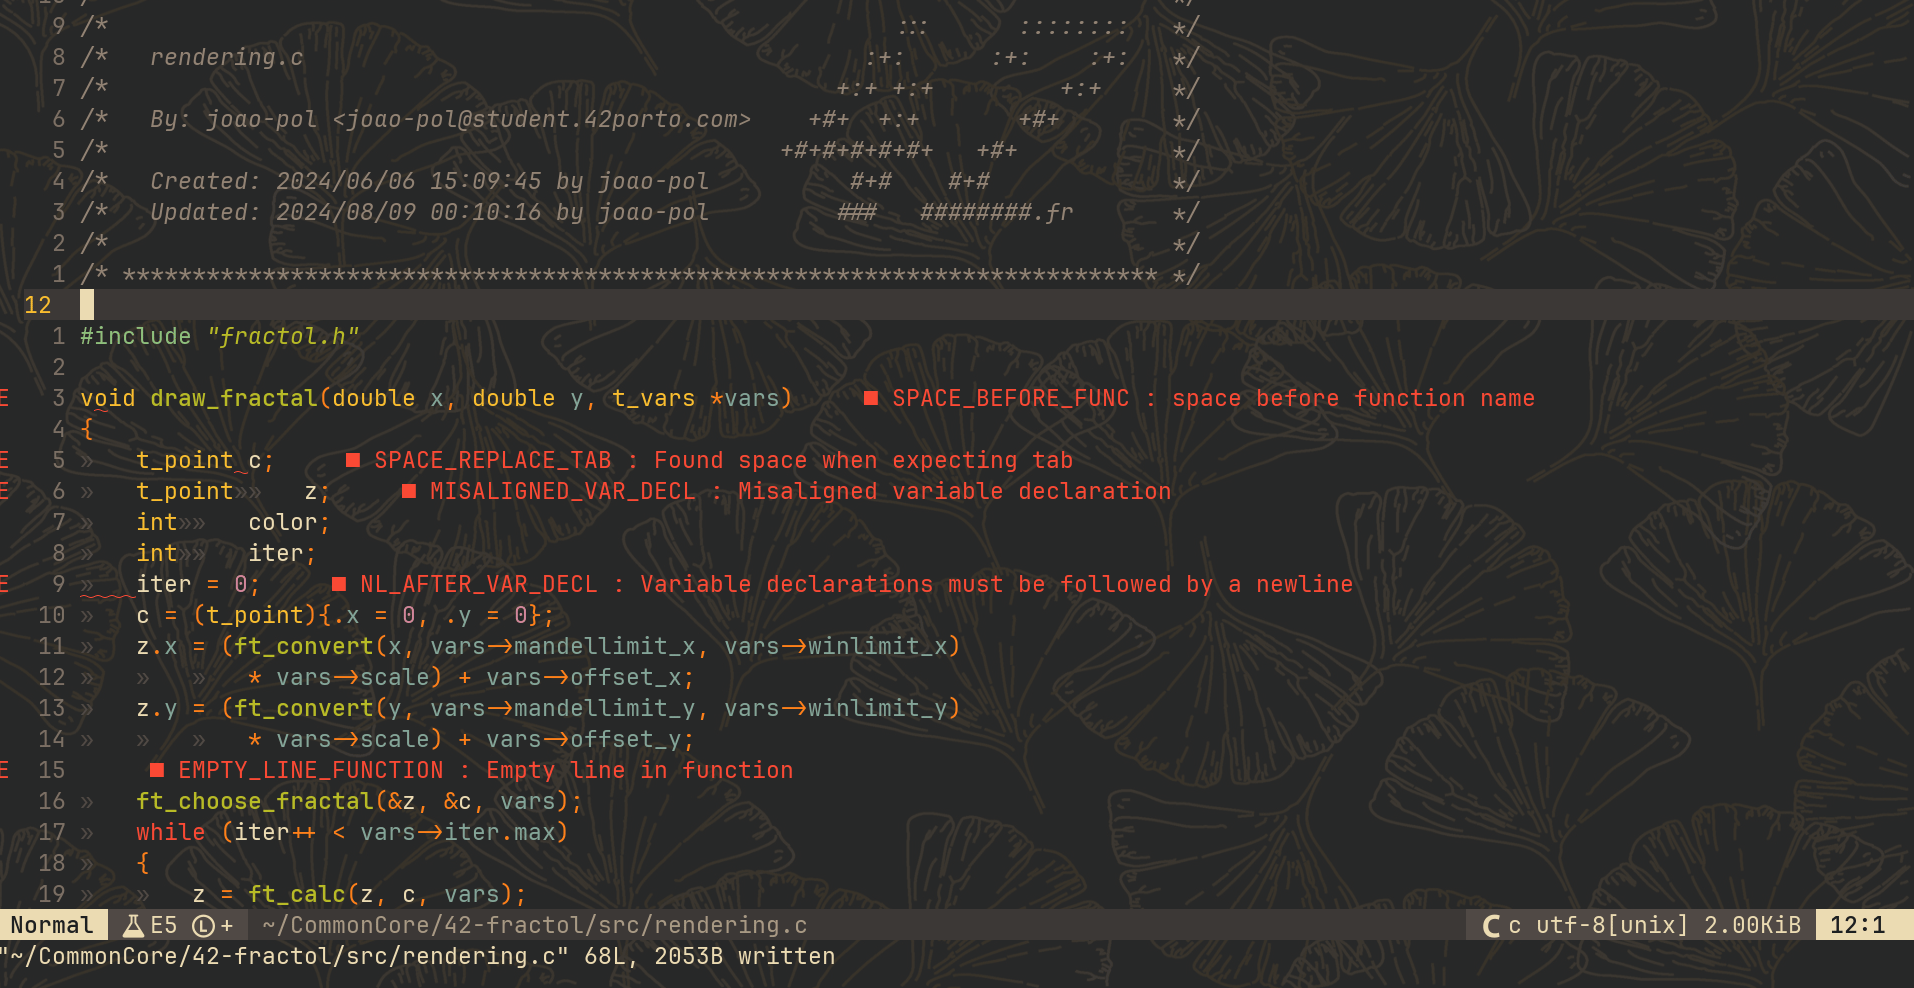 9 /* ::: :::::::: */
8 /* rendering.c :+: :+: :+: */
7 /* +:+ +:+ +:+ */
6 /* By: joao-pol <joao-pol@student.42porto.com> +#+ +:+ +#+ */
5 /* +#+#+#+#+#+ +#+ */
4 /* Created: 2024/06/06 15:09:45 by joao-pol #+# #+# */
3 /* Updated: 2024/08/09 00:10:16 by joao-pol ### ########.fr */
2 /* */
1 /* ************************************************************************** */
12
1 #include "fractol.h"
2
E 3 void draw_fractal(double x, double y, t_vars *vars) ■ SPACE_BEFORE_FUNC : space before function name
4 {
E 5 » t_point c; ■ SPACE_REPLACE_TAB : Found space when expecting tab
E 6 » t_point»» z; ■ MISALIGNED_VAR_DECL : Misaligned variable declaration
7 » int»» color;
8 » int»» iter;
E 9 » iter = 0; ■ NL_AFTER_VAR_DECL : Variable declarations must be followed by a newline
10 » c = (t_point){.x = 0, .y = 0};
11 » z.x = (ft_convert(x, vars->mandellimit_x, vars->winlimit_x)
12 » » » * vars->scale) + vars->offset_x;
13 » z.y = (ft_convert(y, vars->mandellimit_y, vars->winlimit_y)
14 » » » * vars->scale) + vars->offset_y;
E 15 ■ EMPTY_LINE_FUNCTION : Empty line in function
16 » ft_choose_fractal(&z, &c, vars);
17 » while (iter++ < vars->iter.max)
18 » {
19 » » z = ft_calc(z, c, vars);
Normal E5 Ⓛ + ~/CommonCore/42-fractol/src/rendering.c C c utf-8[unix] 2.00KiB 12:1
"~/CommonCore/42-fractol/src/rendering.c" 68L, 2053B written